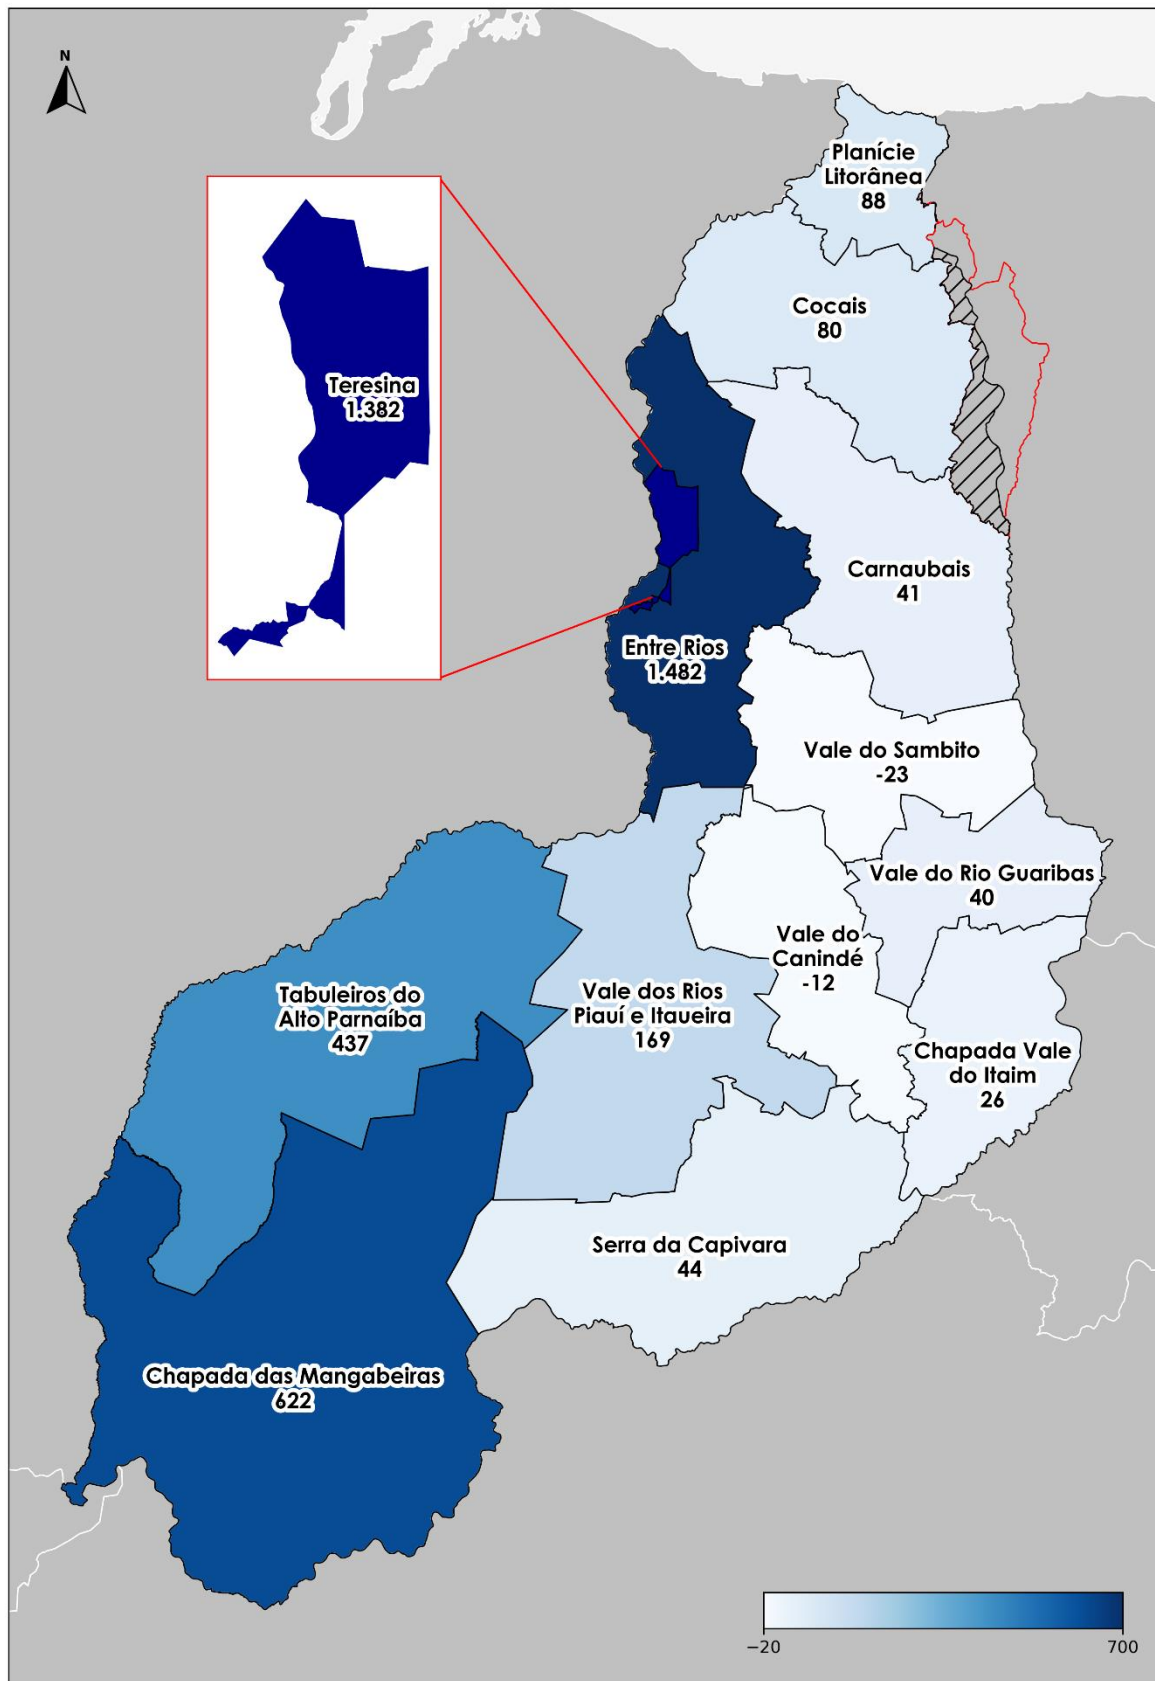 N
Planície
Litorânea
88
Cocais
80
Teresina
1.382
Carnaubais
41
Entre Rios
1.482
Vale do Sambito
-23
Vale do Rio Guaribas
40
Vale do
Canindé
-12
Tabuleiros do
Alto Parnaíba
437
Vale dos Rios
Piauí e Itaueira
169
Chapada Vale
do Itaim
26
Serra da Capivara
44
Chapada das Mangabeiras
622
−20
700